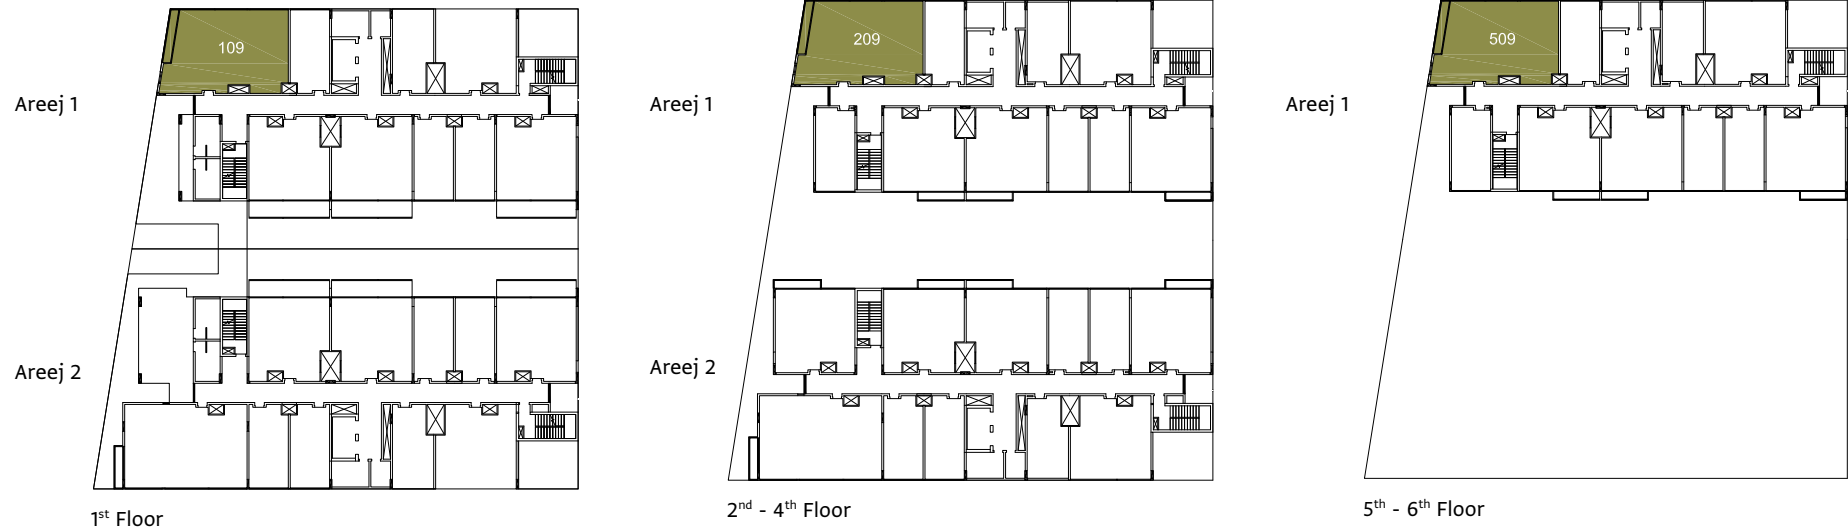 109
Areej 1
Areej 2
1st Floor
209
Areej 1
Areej 2
2nd - 4th Floor
509
Areej 1
5th - 6th Floor